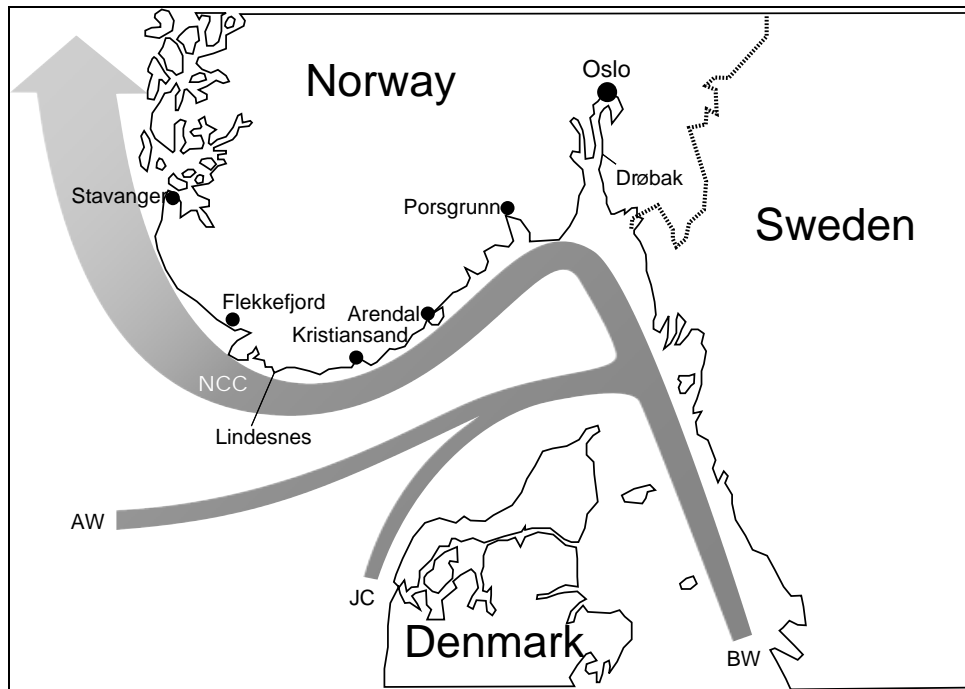 Norway
Oslo
Drøbak
Stavanger
Porsgrunn
Sweden
Flekkefjord
Arendal
Kristiansand
NCC
Lindesnes
AW
JC
Denmark
BW